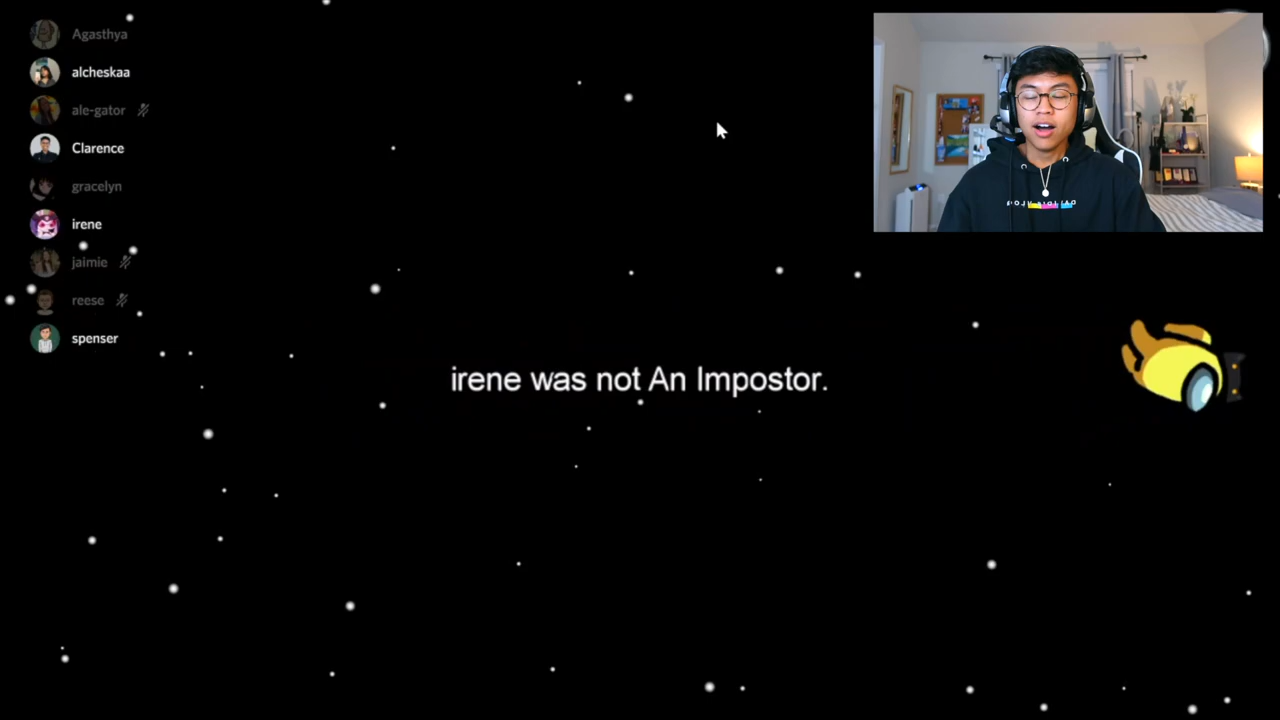 Agasthya
alcheskaa
ale-gator
Clarence
gracelyn
irene
jaimie
reese
spenser
irene was not An Impostor.